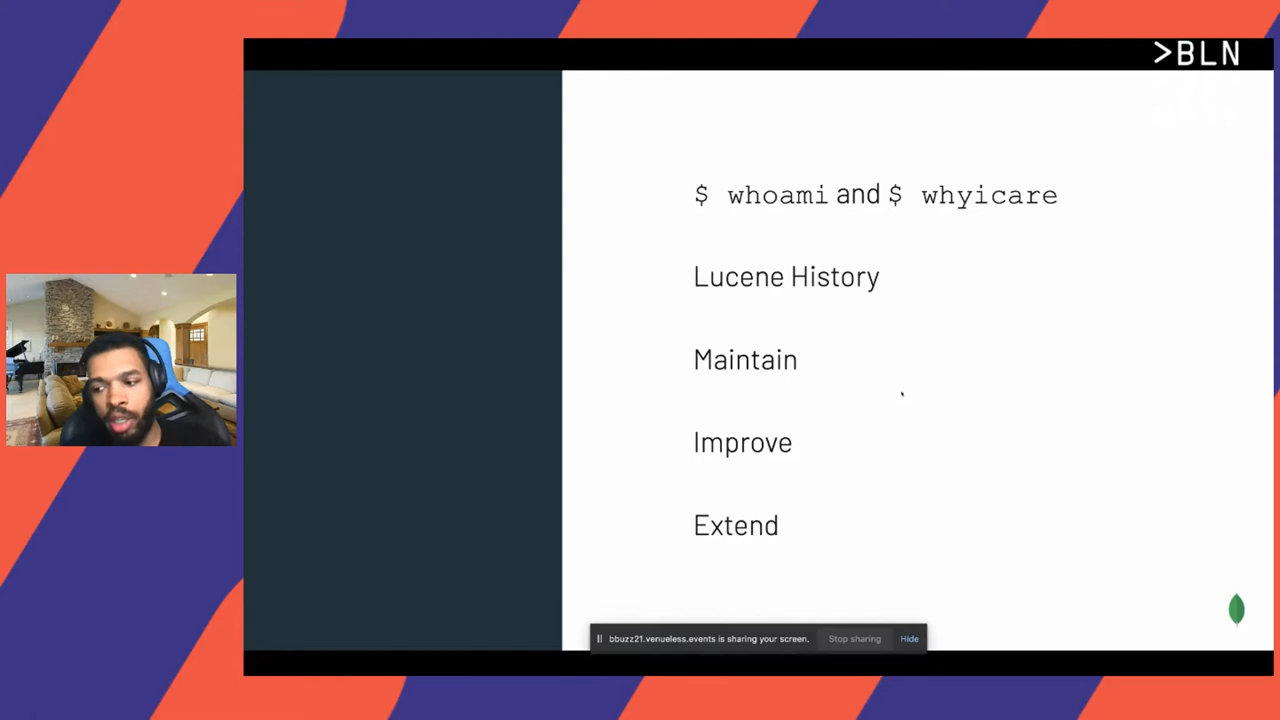 >BLN
$ whoami and $ whyicare
Lucene History
Maintain
Improve
Extend
bbuzz21.venueless.events is sharing your screen. Stop sharing Hide